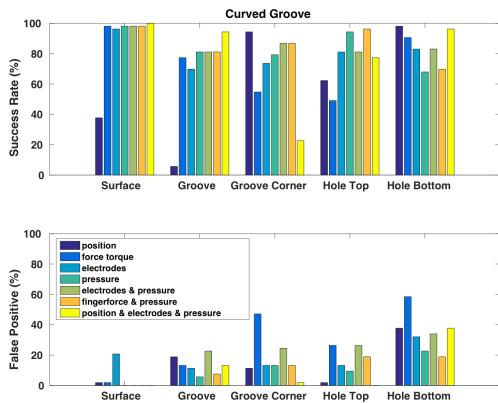 Curved Groove
100
80
60
40
20
0
Success Rate (%)
Surface Groove Groove Corner Hole Top Hole Bottom
100
80
60
40
20
0
False Positive (%)
position
force torque
electrodes
pressure
electrodes & pressure
fingerforce & pressure
position & electrodes & pressure
Surface Groove Groove Corner Hole Top Hole Bottom